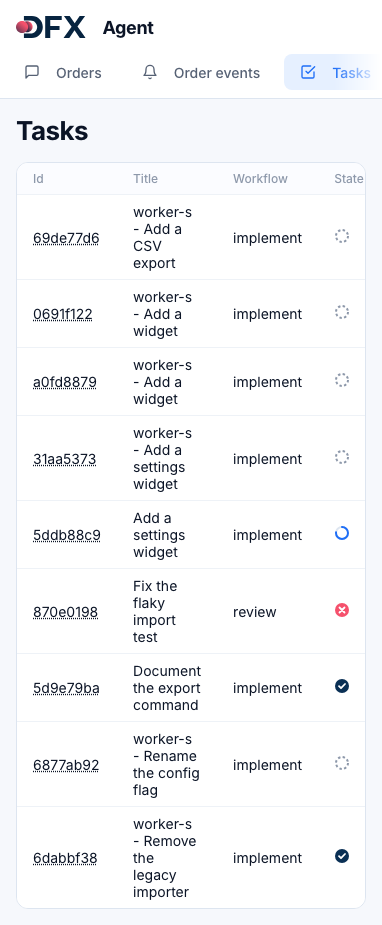 DFX Agent
Orders Order events Tasks
Tasks
Id Title Workflow State
69de77d6 worker-s - Add a CSV export implement
0691f122 worker-s - Add a widget implement
a0fd8879 worker-s - Add a widget implement
31aa5373 worker-s - Add a settings widget implement
5ddb88c9 Add a settings widget implement
870e0198 Fix the flaky import test review
5d9e79ba Document the export command implement
6877ab92 worker-s - Rename the config flag implement
6dabbf38 worker-s - Remove the legacy importer implement